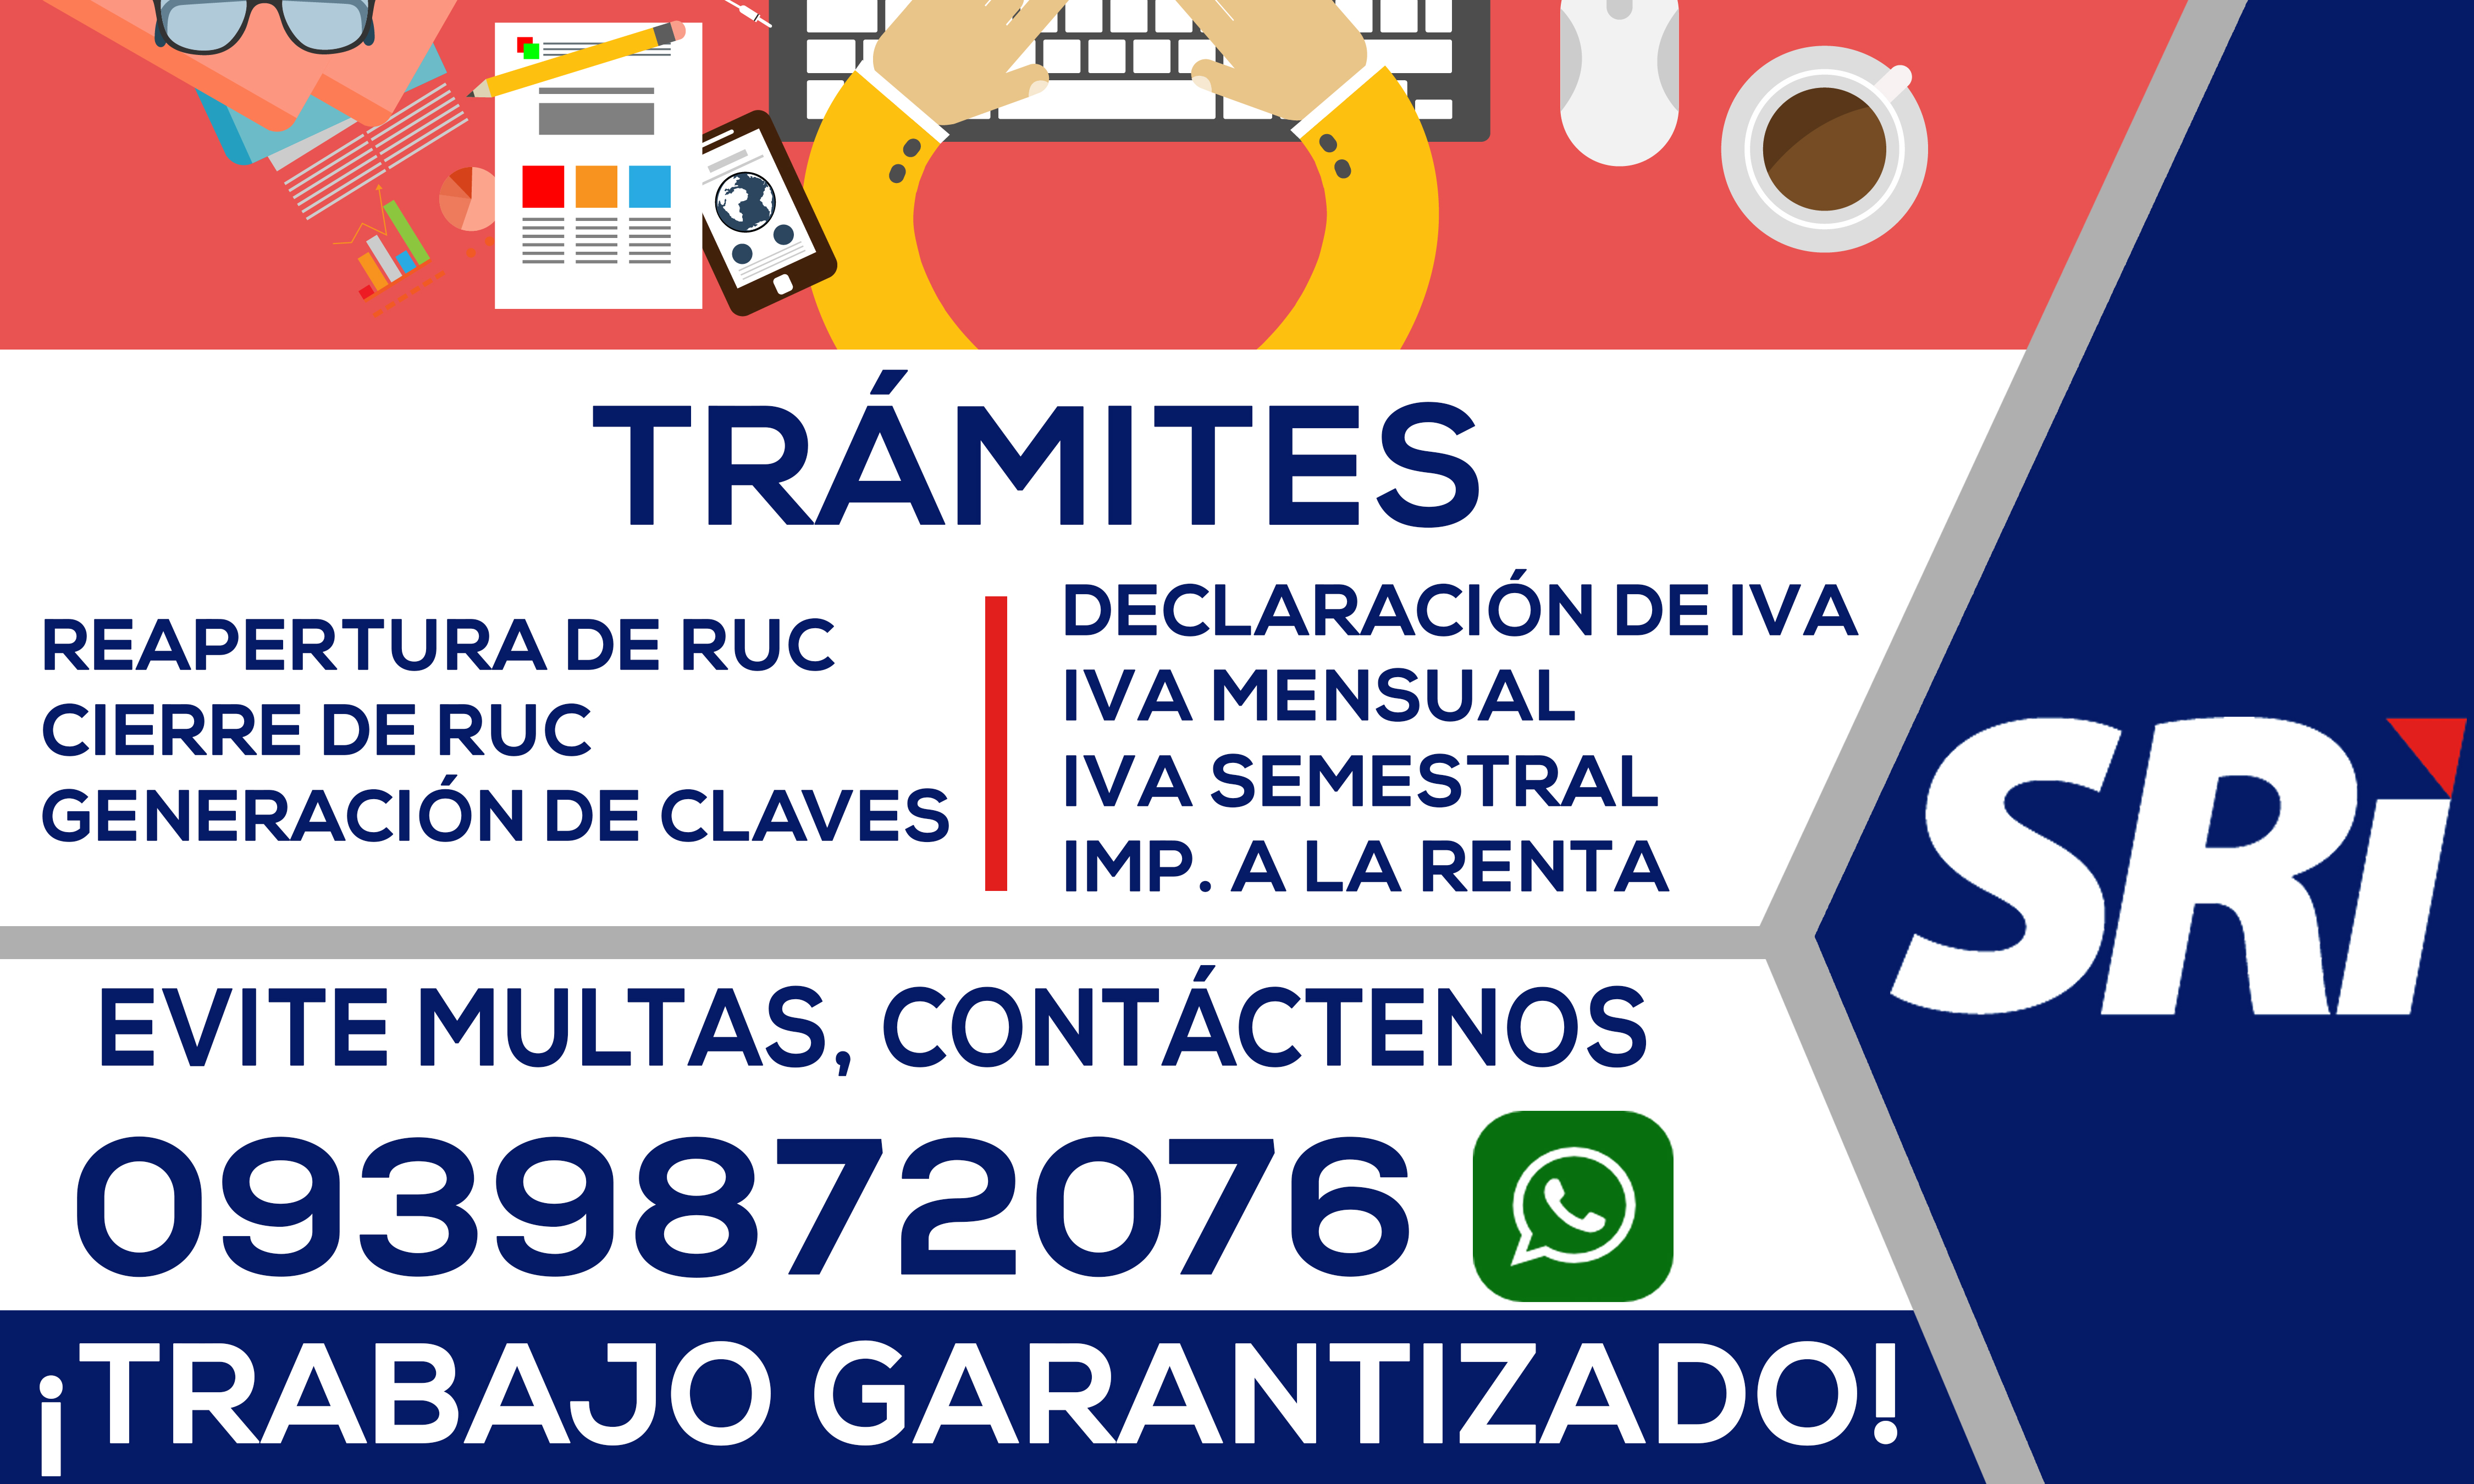 TRÁMITES
REAPERTURA DE RUC
CIERRE DE RUC
GENERACIÓN DE CLAVES
DECLARACIÓN DE IVA
IVA MENSUAL
IVA SEMESTRAL
IMP. A LA RENTA
SRi
EVITE MULTAS, CONTÁCTENOS
0939872076
¡TRABAJO GARANTIZADO!